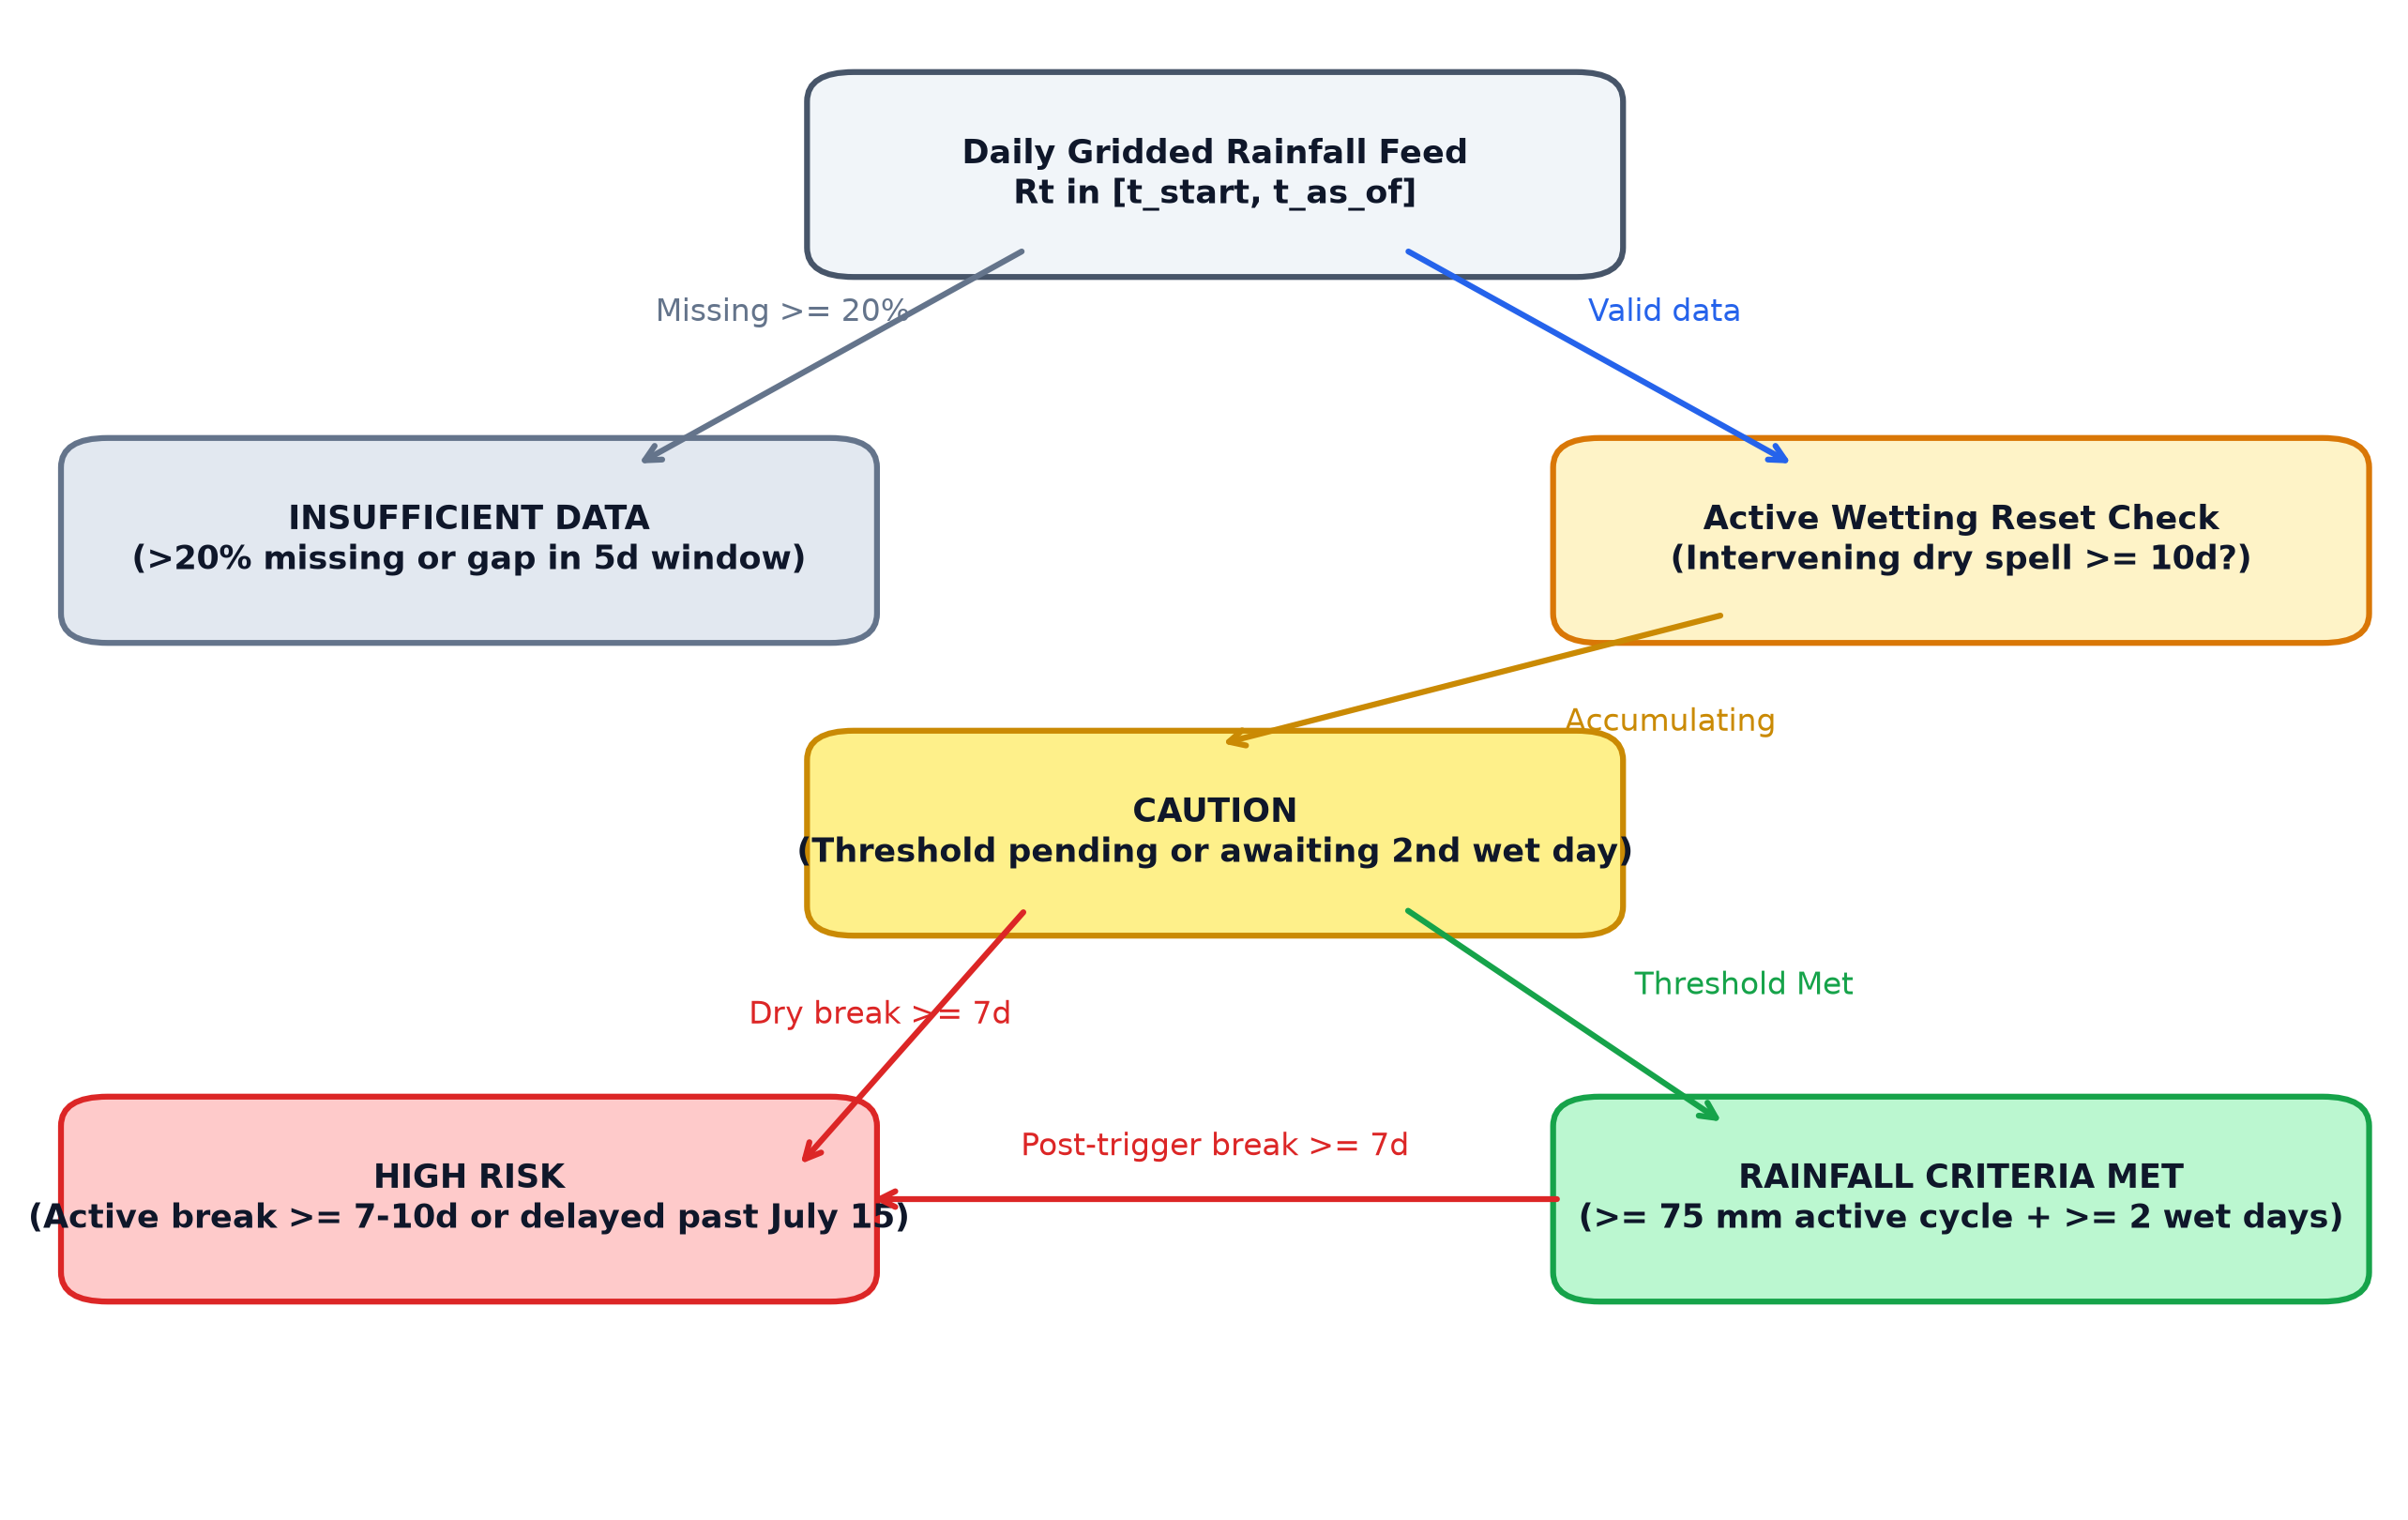 Daily Gridded Rainfall Feed
Rt in [t_start, t_as_of]
Missing >= 20%
Valid data
INSUFFICIENT DATA
(>20% missing or gap in 5d window)
Active Wetting Reset Check
(Intervening dry spell >= 10d?)
Accumulating
CAUTION
(Threshold pending or awaiting 2nd wet day)
Threshold Met
Dry break >= 7d
Post-trigger break >= 7d
HIGH RISK
(Active break >= 7-10d or delayed past July 15)
RAINFALL CRITERIA MET
(>= 75 mm active cycle + >= 2 wet days)